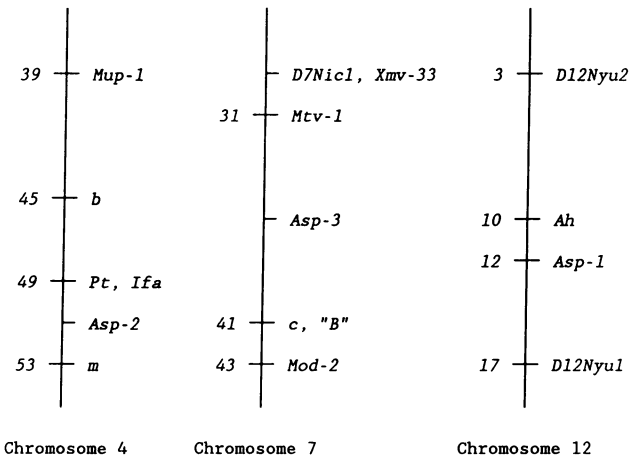 39 Mup-1
45 b
49 Pt, Ifa
Asp-2
53 m
Chromosome 4
D7Nic1, Xmv-33
31 Mtv-1
Asp-3
41 c, "B"
43 Mod-2
Chromosome 7
3 D12Nyu2
10 Ah
12 Asp-1
17 D12Nyu1
Chromosome 12